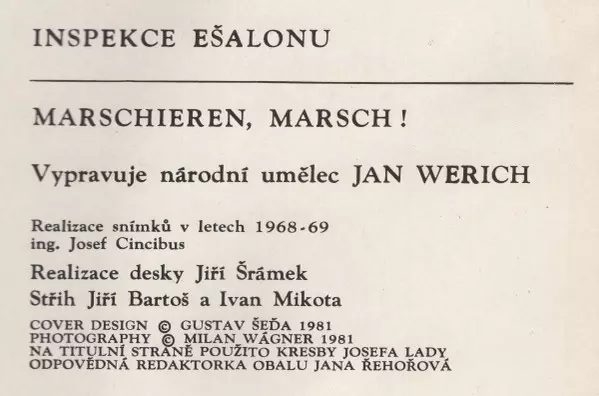 INSPEKCE EŠALONU
MARSCHIEREN, MARSCH!
Vypravuje národní umělec JAN WERICH
Realizace snímků v letech 1968-69
ing. Josef Cincibus
Realizace desky Jiří Šrámek
Střih Jiří Bartoš a Ivan Mikota
COVER DESIGN © GUSTAV ŠEĎA 1981
PHOTOGRAPHY © MILAN WÁGNER 1981
NA TITULNÍ STRANĚ POUŽITO KRESBY JOSEFA LADY
ODPOVĚDNÁ REDAKTORKA OBALU JANA ŘEHOŘOVÁ